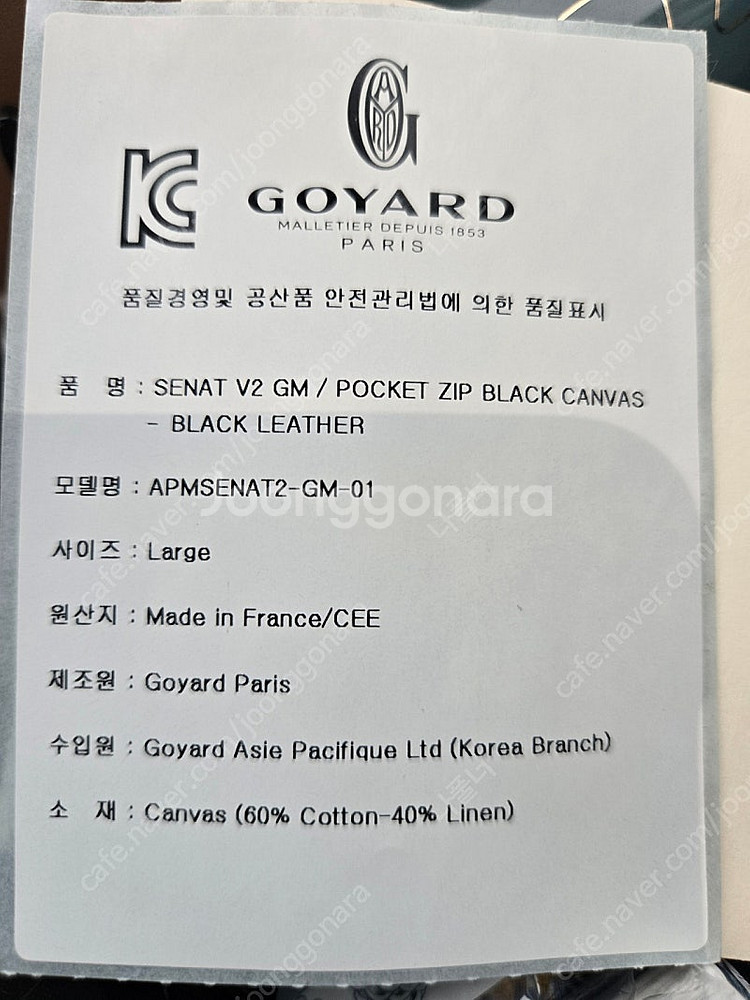 GOYARD
MALLETIER DEPUIS 1853
PARIS
품질경영및 공산품 안전관리법에 의한 품질표시
품 명 : SENAT V2 GM / POCKET ZIP BLACK CANVAS
- BLACK LEATHER
모델명 : APMSENAT2-GM-01
Joonggonara
사이즈 : Large
원산지 : Made in France/CEE
제조원 : Goyard Paris
수입원 : Goyard Asie Pacifique Ltd (Korea Branch)
소 재 : Canvas (60% Cotton-40% Linen)
cafe.naver.com/joonggonara